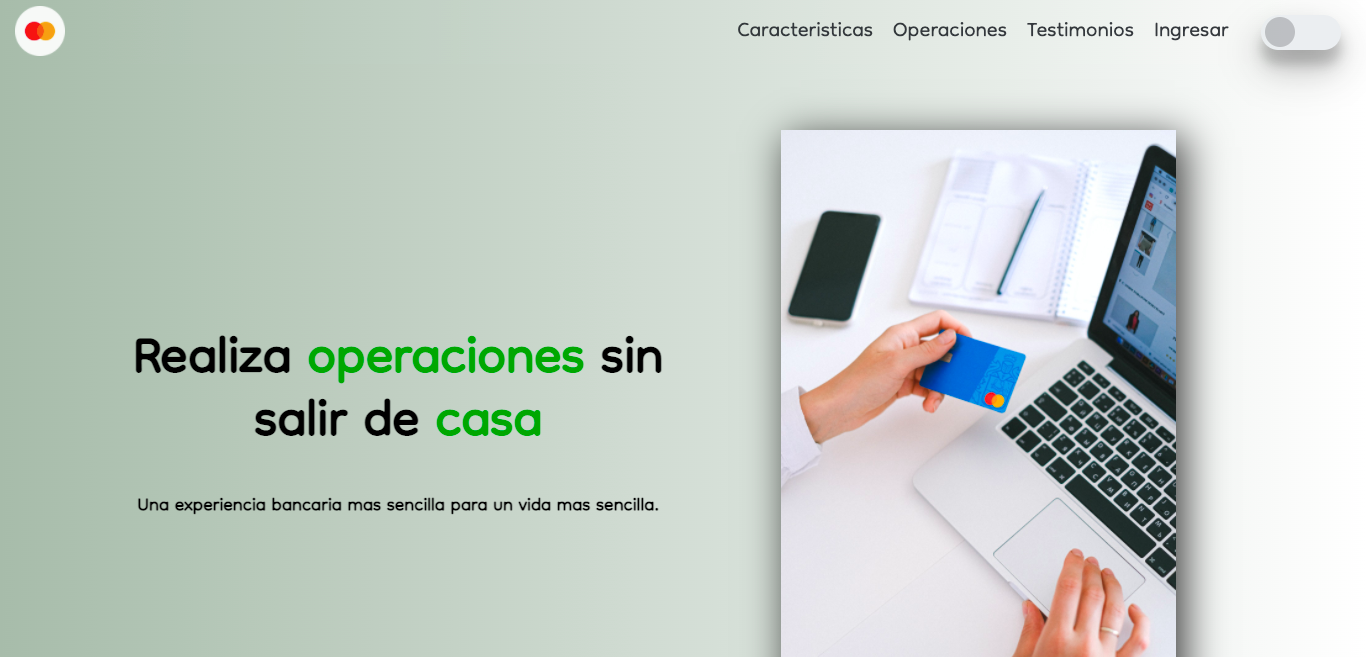 Caracteristicas Operaciones Testimonios Ingresar
Realiza operaciones sin
salir de casa
Una experiencia bancaria mas sencilla para un vida mas sencilla.